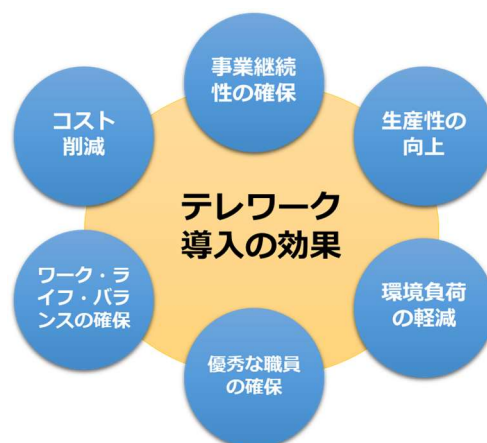 事業継続
性の確保
コスト
削減
生産性の
向上
テレワーク
導入の効果
ワーク・ラ
イフ・バラ
ンスの確保
環境負荷
の軽減
優秀な職員
の確保